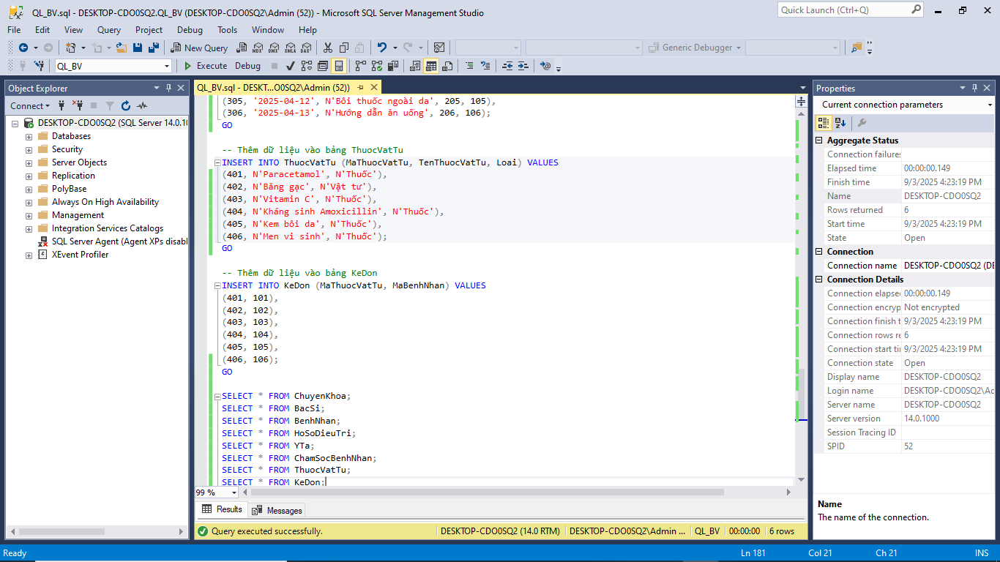 QL_BV.sql - DESKTOP-CDO0SQ2.QL_BV (DESKTOP-CDO0SQ2\Admin (52)) - Microsoft SQL Server Management Studio
Quick Launch (Ctrl+Q)
File Edit View Query Project Debug Tools Window Help
New Query MDX DMX XMLA DAX Generic Debugger
QL_BV Execute Debug
Object Explorer
Connect
DESKTOP-CDO0SQ2 (SQL Server 14.0.10
Databases
Security
Server Objects
Replication
PolyBase
Always On High Availability
Management
Integration Services Catalogs
SQL Server Agent (Agent XPs disabl
XEvent Profiler
QL_BV.sql - DESKT...O0SQ2\Admin (52))
(305, '2025-04-12', N'Bôi thuốc ngoài da', 205, 105),
(306, '2025-04-13', N'Hướng dẫn ăn uống', 206, 106);
GO
-- Thêm dữ liệu vào bảng ThuocVatTu
INSERT INTO ThuocVatTu (MaThuocVatTu, TenThuocVatTu, Loai) VALUES
(401, N'Paracetamol', N'Thuốc'),
(402, N'Băng gạc', N'Vật tư'),
(403, N'Vitamin C', N'Thuốc'),
(404, N'Kháng sinh Amoxicillin', N'Thuốc'),
(405, N'Kem bôi da', N'Thuốc'),
(406, N'Men vi sinh', N'Thuốc');
GO
-- Thêm dữ liệu vào bảng KeDon
INSERT INTO KeDon (MaThuocVatTu, MaBenhNhan) VALUES
(401, 101),
(402, 102),
(403, 103),
(404, 104),
(405, 105),
(406, 106);
GO
SELECT * FROM ChuyenKhoa;
SELECT * FROM BacSi;
SELECT * FROM BenhNhan;
SELECT * FROM HoSoDieuTri;
SELECT * FROM YTa;
SELECT * FROM ChamSocBenhNhan;
SELECT * FROM ThuocVatTu;
SELECT * FROM KeDon;
99 %
Results Messages
Query executed successfully. DESKTOP-CDO0SQ2 (14.0 RTM) DESKTOP-CDO0SQ2\Admin ... QL_BV 00:00:00 6 rows
Properties
Current connection parameters
Aggregate Status
Connection failures
Elapsed time 00:00:00.149
Finish time 9/3/2025 4:23:19 PM
Name DESKTOP-CDO0SQ2
Rows returned 6
Start time 9/3/2025 4:23:19 PM
State Open
Connection
Connection name DESKTOP-CDO0SQ2 (DE
Connection Details
Connection elapse 00:00:00.149
Connection encryp Not encrypted
Connection finish t 9/3/2025 4:23:19 PM
Connection rows re 6
Connection start tir 9/3/2025 4:23:19 PM
Connection state Open
Display name DESKTOP-CDO0SQ2
Login name DESKTOP-CDO0SQ2\Ad
Server name DESKTOP-CDO0SQ2
Server version 14.0.1000
Session Tracing ID
SPID 52
Name
The name of the connection.
Ready Ln 181 Col 21 Ch 21 INS